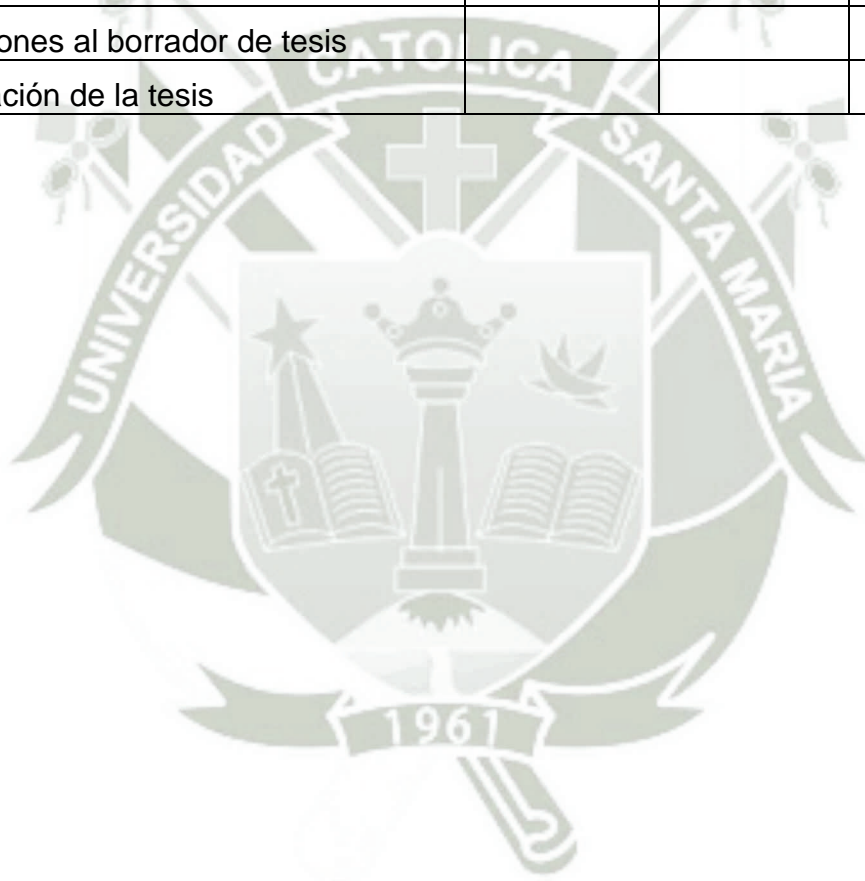 ones al borrador de tesis
ación de la tesis
CATOLICA
UNIVERSIDAD
SANTA MARIA
1961